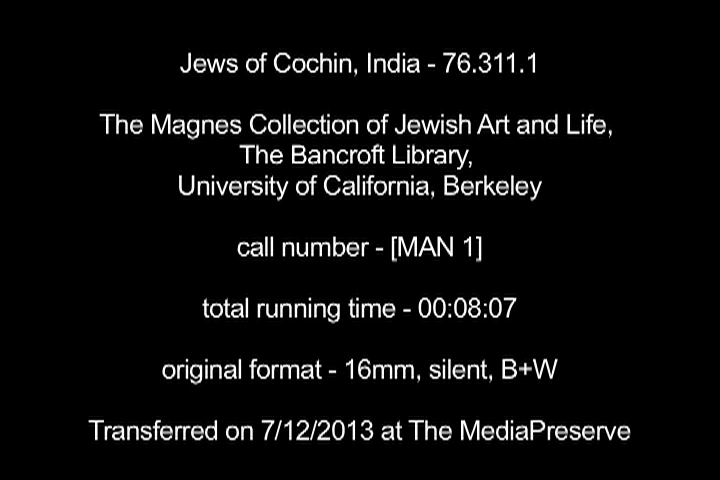 Jews of Cochin, India - 76.311.1
The Magnes Collection of Jewish Art and Life,
The Bancroft Library,
University of California, Berkeley
call number - [MAN 1]
total running time - 00:08:07
original format - 16mm, silent, B+W
Transferred on 7/12/2013 at The MediaPreserve